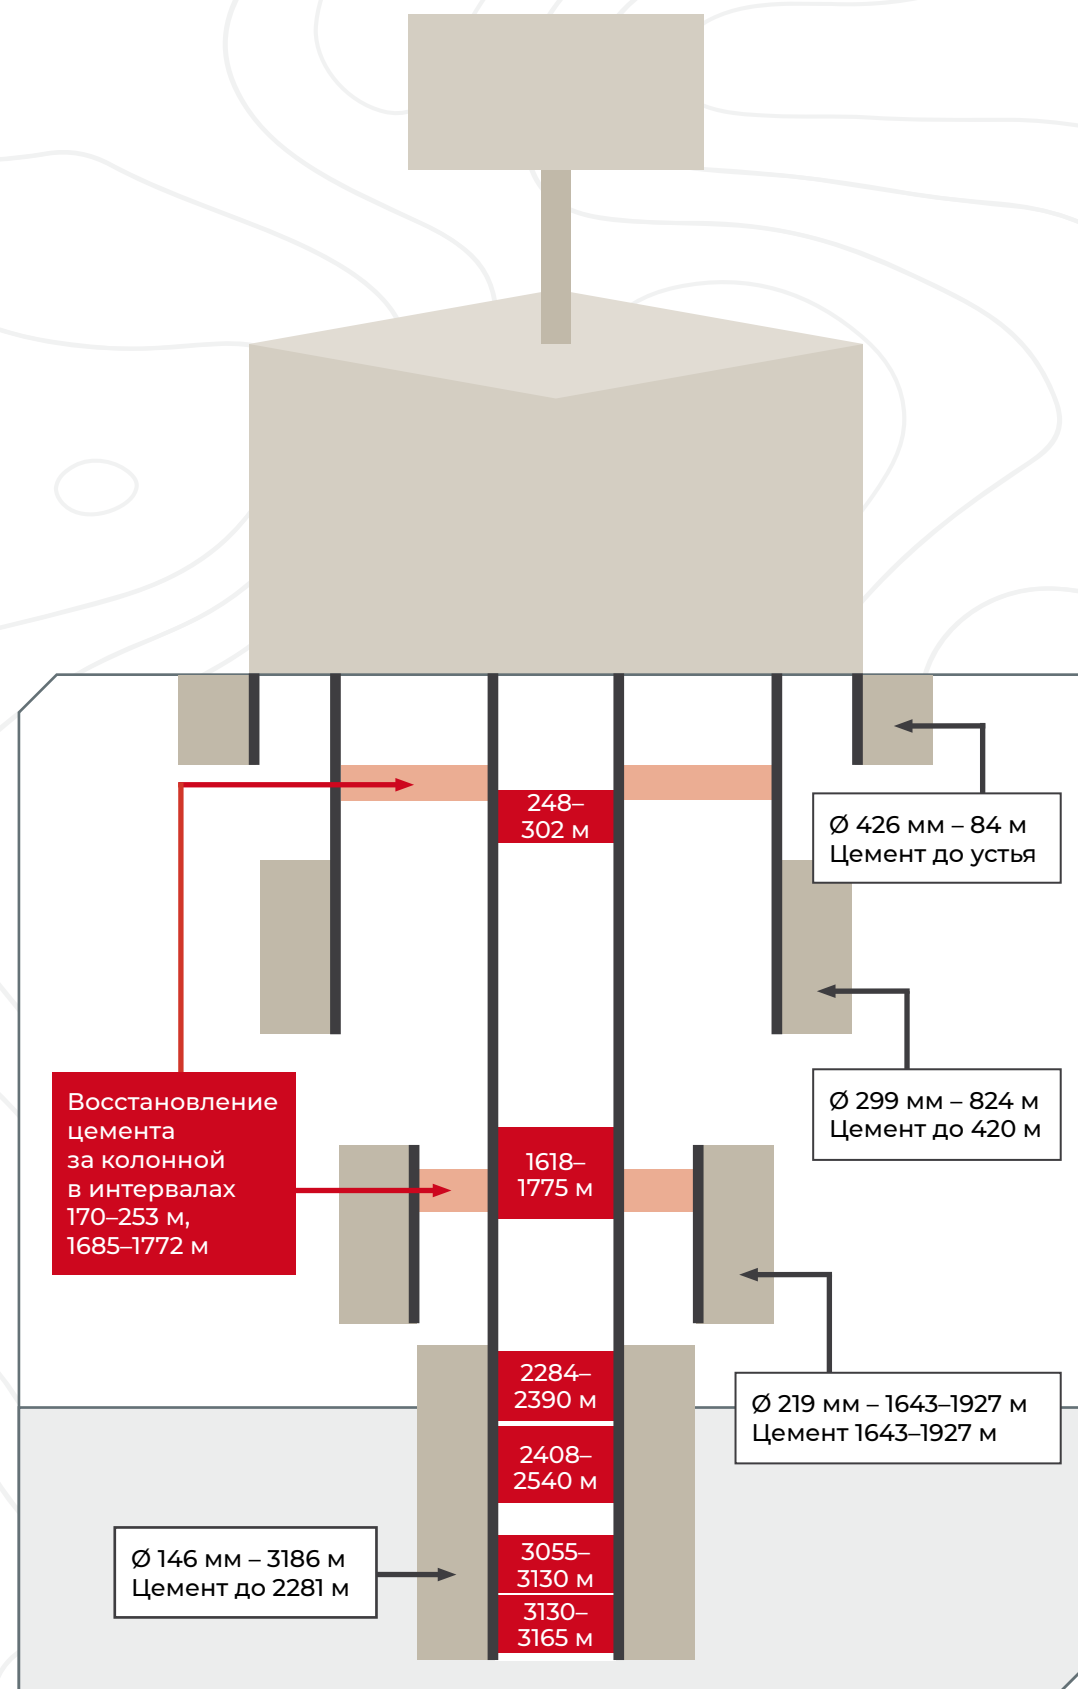 248–
302 м
Ø 426 мм – 84 м
Цемент до устья
Ø 299 мм – 824 м
Цемент до 420 м
Восстановление
цемента
за колонной
в интервалах
170–253 м,
1685–1772 м
1618–
1775 м
2284–
2390 м
Ø 219 мм – 1643–1927 м
Цемент 1643–1927 м
2408–
2540 м
Ø 146 мм – 3186 м
Цемент до 2281 м
3055–
3130 м
3130–
3165 м